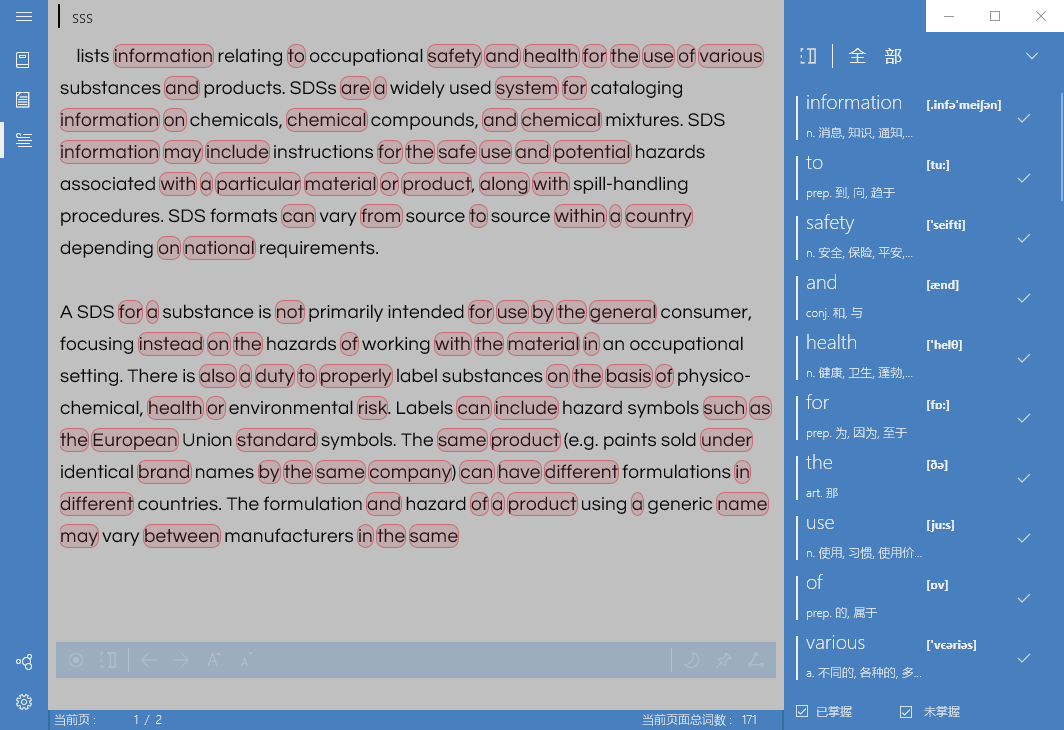 sss
lists information relating to occupational safety and health for the use of various
substances and products. SDSs are a widely used system for cataloging
information on chemicals, chemical compounds, and chemical mixtures. SDS
information may include instructions for the safe use and potential hazards
associated with a particular material or product, along with spill-handling
procedures. SDS formats can vary from source to source within a country
depending on national requirements.
A SDS for a substance is not primarily intended for use by the general consumer,
focusing instead on the hazards of working with the material in an occupational
setting. There is also a duty to properly label substances on the basis of physico-
chemical, health or environmental risk. Labels can include hazard symbols such as
the European Union standard symbols. The same product (e.g. paints sold under
identical brand names by the same company) can have different formulations in
different countries. The formulation and hazard of a product using a generic name
may vary between manufacturers in the same
当前页: 1 / 2
当前页面总词数: 171
全 部
information [.infə'meiʃən]
n. 消息, 知识, 通知,...
to [tu:]
prep. 到, 向, 趋于
safety ['seifti]
n. 安全, 保险, 平安,...
and [ænd]
conj. 和, 与
health ['helθ]
n. 健康, 卫生, 蓬勃,...
for [fɒ:]
prep. 为, 因为, 至于
the [ðə]
art. 那
use [ju:s]
n. 使用, 习惯, 使用价...
of [ɒv]
prep. 的, 属于
various ['vєəriəs]
a. 不同的, 各种的, 多...
已掌握 未掌握